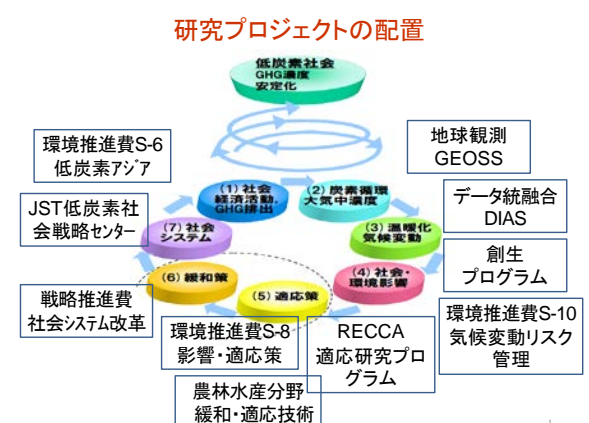 研究プロジェクトの配置
低炭素社会
GHG濃度
安定化
環境推進費S-6
低炭素アジア
地球観測
GEOSS
(1)社会
経済活動,
GHG排出
(2)炭素循環
大気中濃度
JST低炭素社
会戦略センター
データ統融合
DIAS
(7)社会
システム
(3)温暖化
気候変動
創生
プログラム
(6)緩和策
(4)社会・
環境影響
(5)適応策
戦略推進費
社会システム改革
環境推進費S-10
気候変動リスク
管理
環境推進費S-8
影響・適応策
RECCA
適応研究プロ
グラム
農林水産分野
緩和・適応技術